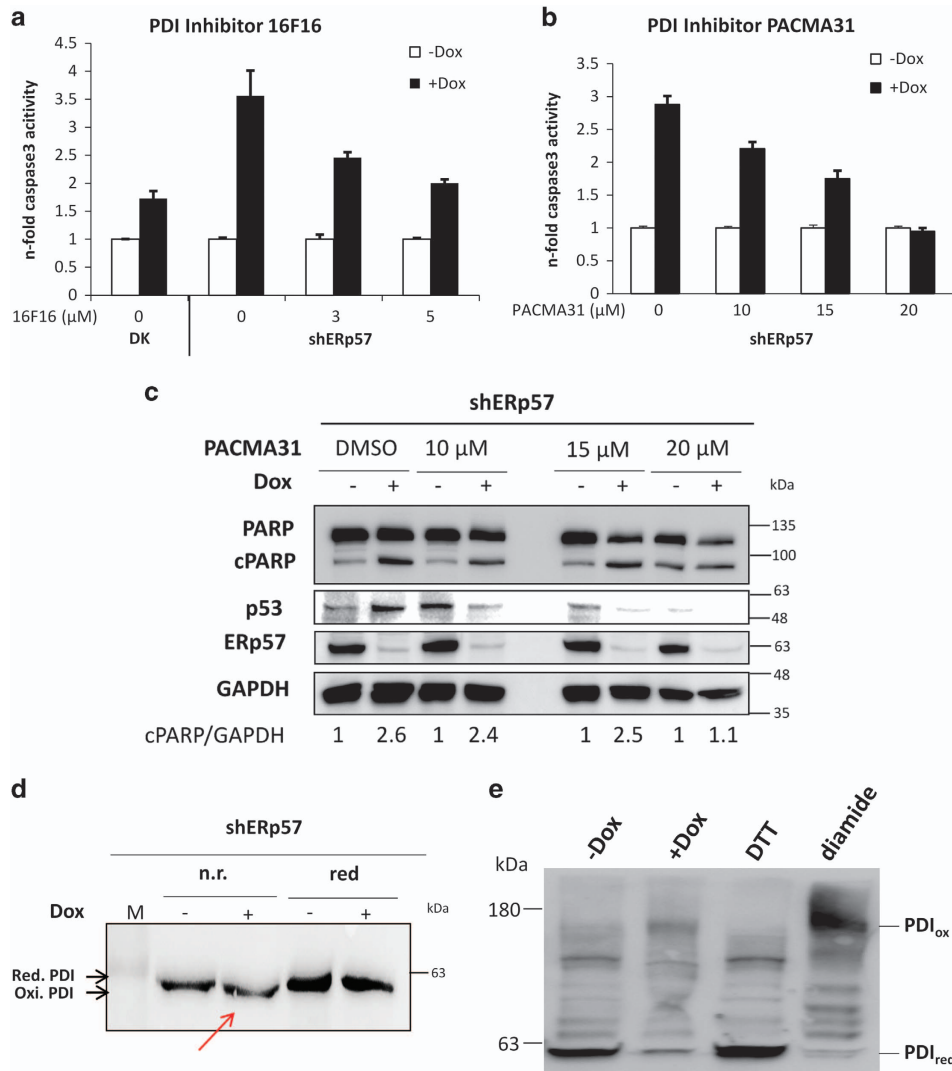 a
PDI Inhibitor 16F16
n-fold caspase3 acitivity
4.5
4
3.5
3
2.5
2
1.5
1
0.5
0
-Dox
+Dox
16F16 (µM) 0 0 3 5
DK shERp57
b
PDI Inhibitor PACMA31
n-fold caspase3 activity
3.5
3
2.5
2
1.5
1
0.5
0
-Dox
+Dox
PACMA31 (µM) 0 10 15 20
shERp57
c
shERp57
PACMA31 DMSO 10 µM 15 µM 20 µM
Dox - + - + - + - + kDa
PARP 135
cPARP 100
p53 63
48
ERp57 63
GAPDH 48
35
cPARP/GAPDH 1 2.6 1 2.4 1 2.5 1 1.1
d
shERp57
n.r. red
Dox M - + - + kDa
Red. PDI 63
Oxi. PDI
e
-Dox +Dox DTT diamide
kDa
180 PDIox
63 PDIred